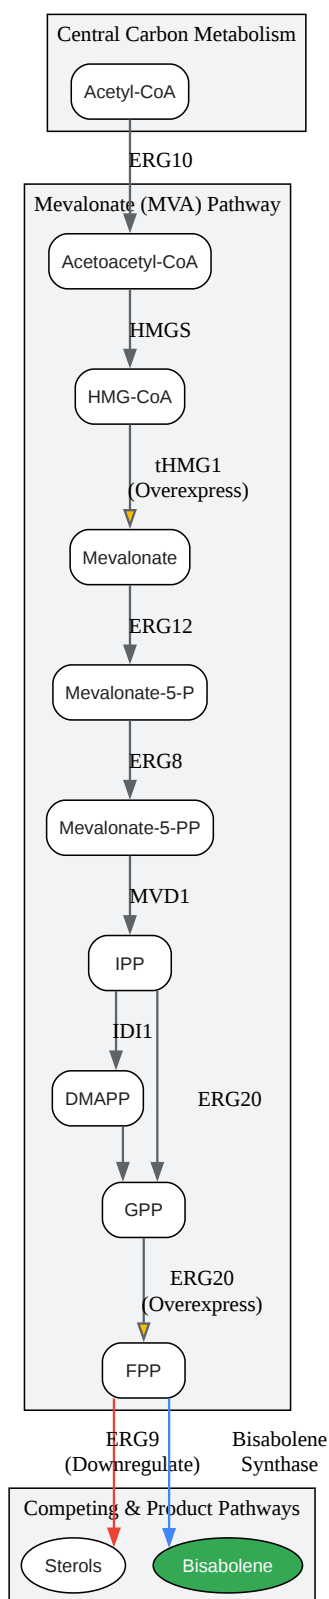 Central Carbon Metabolism
Acetyl-CoA
ERG10
Mevalonate (MVA) Pathway
Acetoacetyl-CoA
HMGS
HMG-CoA
tHMG1
(Overexpress)
Mevalonate
ERG12
Mevalonate-5-P
ERG8
Mevalonate-5-PP
MVD1
IPP
IDI1
DMAPP
ERG20
GPP
ERG20
(Overexpress)
FPP
ERG9
(Downregulate)
Bisabolene
Synthase
Competing & Product Pathways
Sterols
Bisabolene